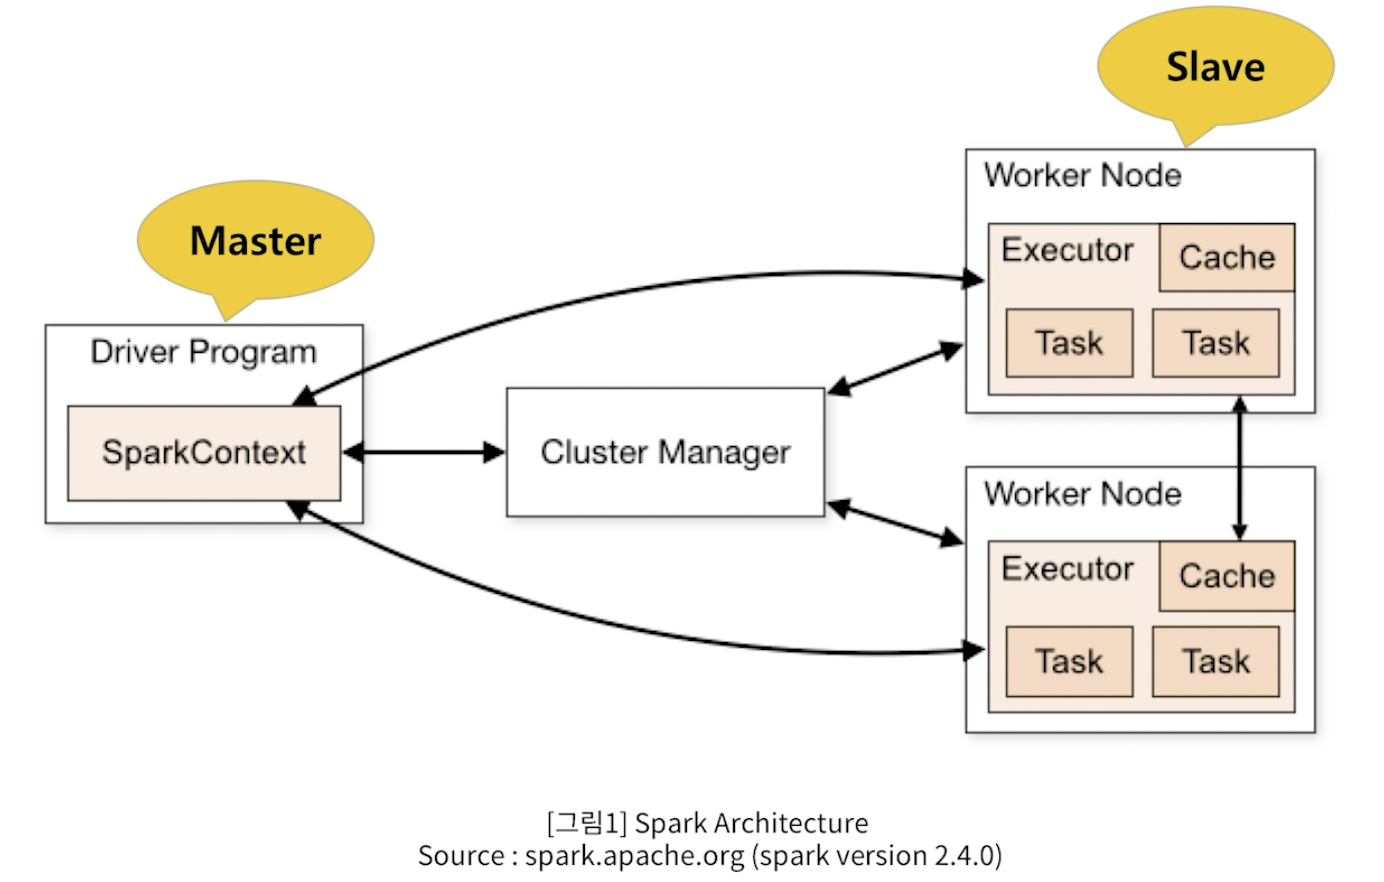 Slave
Master
Driver Program
SparkContext
Cluster Manager
Worker Node
Executor
Cache
Task
Task
Worker Node
Executor
Cache
Task
Task
[그림1] Spark Architecture
Source : spark.apache.org (spark version 2.4.0)